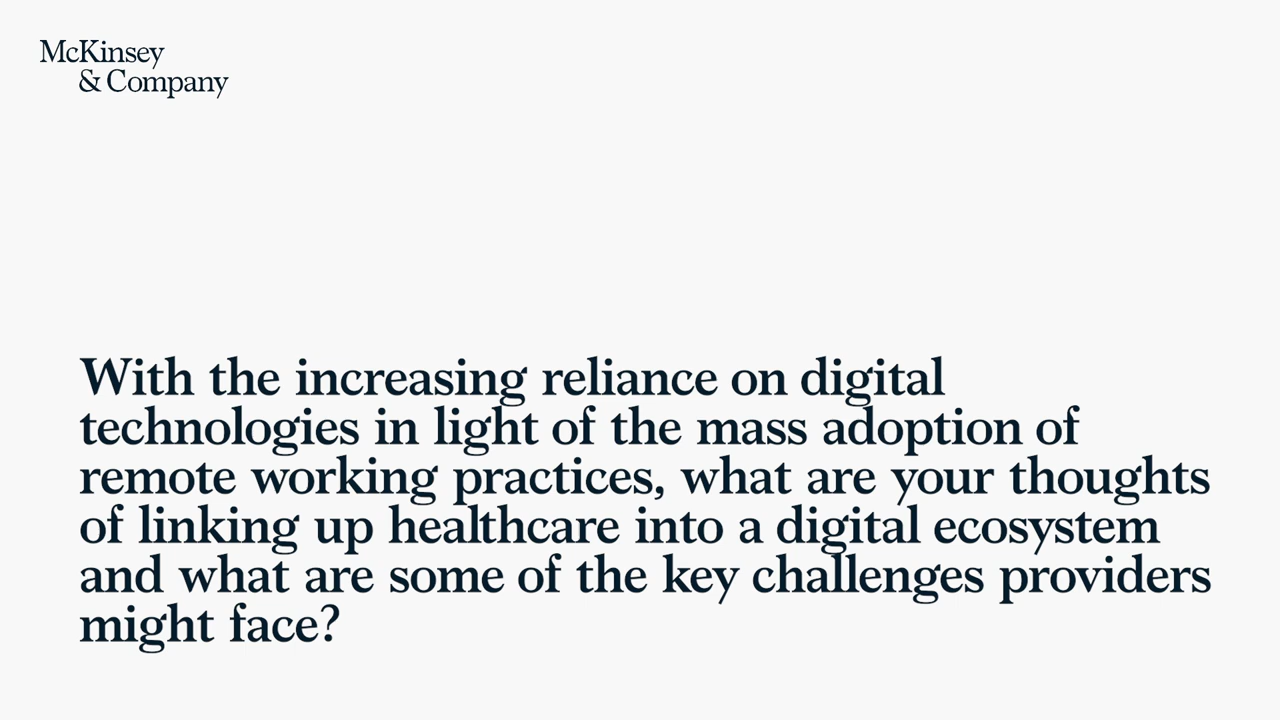 McKinsey
& Company
With the increasing reliance on digital
technologies in light of the mass adoption of
remote working practices, what are your thoughts
of linking up healthcare into a digital ecosystem
and what are some of the key challenges providers
might face?